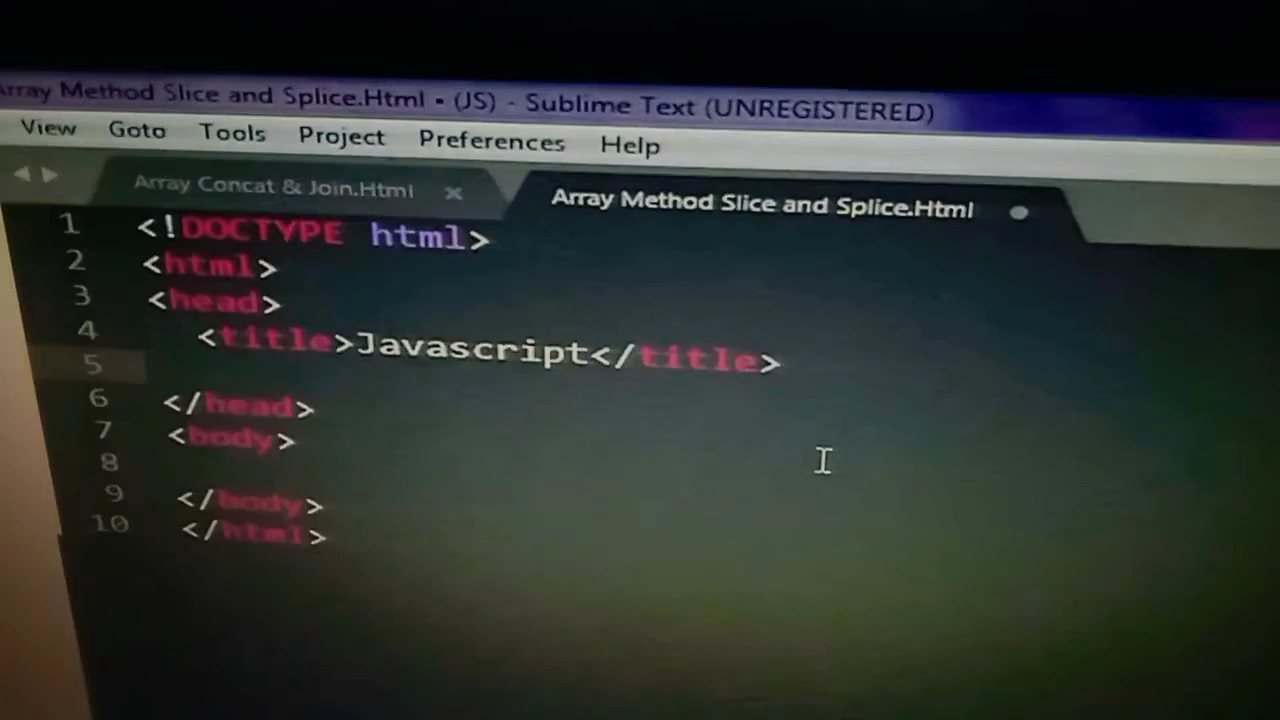 Array Method Slice and Splice.Html • (JS) - Sublime Text (UNREGISTERED)
View Goto Tools Project Preferences Help
Array Concat & Join.Html × Array Method Slice and Splice.Html
1 <!DOCTYPE html>
2 <html>
3 <head>
4 <title>Javascript</title>
5
6 </head>
7 <body>
8
9 </body>
10 </html>